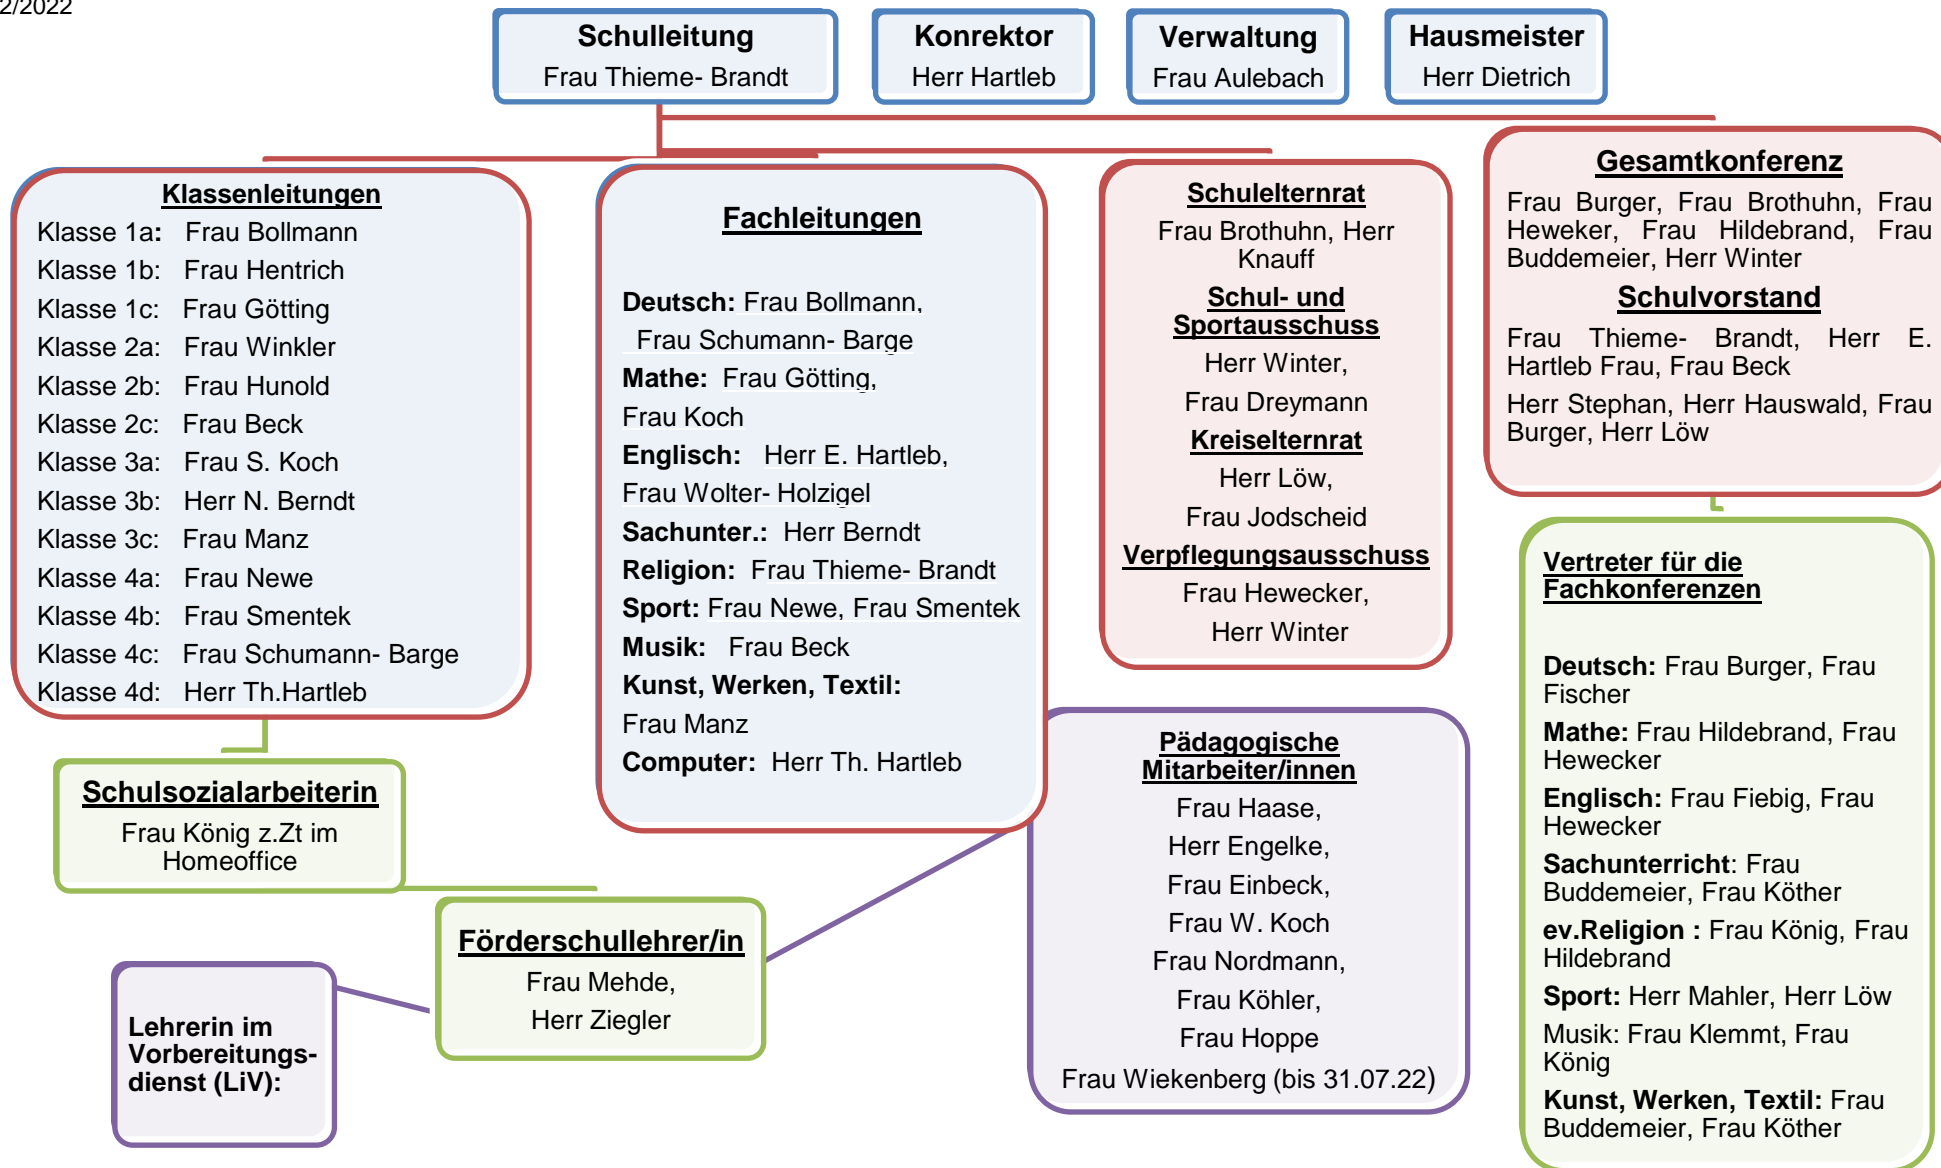 2/2022
Schulleitung
Frau Thieme- Brandt
Konrektor
Herr Hartleb
Verwaltung
Frau Aulebach
Hausmeister
Herr Dietrich
Klassenleitungen
Klasse 1a: Frau Bollmann
Klasse 1b: Frau Hentrich
Klasse 1c: Frau Götting
Klasse 2a: Frau Winkler
Klasse 2b: Frau Hunold
Klasse 2c: Frau Beck
Klasse 3a: Frau S. Koch
Klasse 3b: Herr N. Berndt
Klasse 3c: Frau Manz
Klasse 4a: Frau Newe
Klasse 4b: Frau Smentek
Klasse 4c: Frau Schumann- Barge
Klasse 4d: Herr Th.Hartleb
Fachleitungen
Deutsch: Frau Bollmann,
Frau Schumann- Barge
Mathe: Frau Götting,
Frau Koch
Englisch: Herr E. Hartleb,
Frau Wolter- Holzigel
Sachunter.: Herr Berndt
Religion: Frau Thieme- Brandt
Sport: Frau Newe, Frau Smentek
Musik: Frau Beck
Kunst, Werken, Textil:
Frau Manz
Computer: Herr Th. Hartleb
Schulelternrat
Frau Brothuhn, Herr
Knauff
Schul- und
Sportausschuss
Herr Winter,
Frau Dreymann
Kreiselternrat
Herr Löw,
Frau Jodscheid
Verpflegungsausschuss
Frau Hewecker,
Herr Winter
Gesamtkonferenz
Frau Burger, Frau Brothuhn, Frau
Heweker, Frau Hildebrand, Frau
Buddemeier, Herr Winter
Schulvorstand
Frau Thieme- Brandt, Herr E.
Hartleb Frau, Frau Beck
Herr Stephan, Herr Hauswald, Frau
Burger, Herr Löw
Vertreter für die
Fachkonferenzen
Deutsch: Frau Burger, Frau
Fischer
Mathe: Frau Hildebrand, Frau
Hewecker
Englisch: Frau Fiebig, Frau
Hewecker
Sachunterricht: Frau
Buddemeier, Frau Köther
ev.Religion : Frau König, Frau
Hildebrand
Sport: Herr Mahler, Herr Löw
Musik: Frau Klemmt, Frau
König
Kunst, Werken, Textil: Frau
Buddemeier, Frau Köther
Schulsozialarbeiterin
Frau König z.Zt im
Homeoffice
Förderschullehrer/in
Frau Mehde,
Herr Ziegler
Lehrerin im
Vorbereitungs-
dienst (LiV):
Pädagogische
Mitarbeiter/innen
Frau Haase,
Herr Engelke,
Frau Einbeck,
Frau W. Koch
Frau Nordmann,
Frau Köhler,
Frau Hoppe
Frau Wiekenberg (bis 31.07.22)